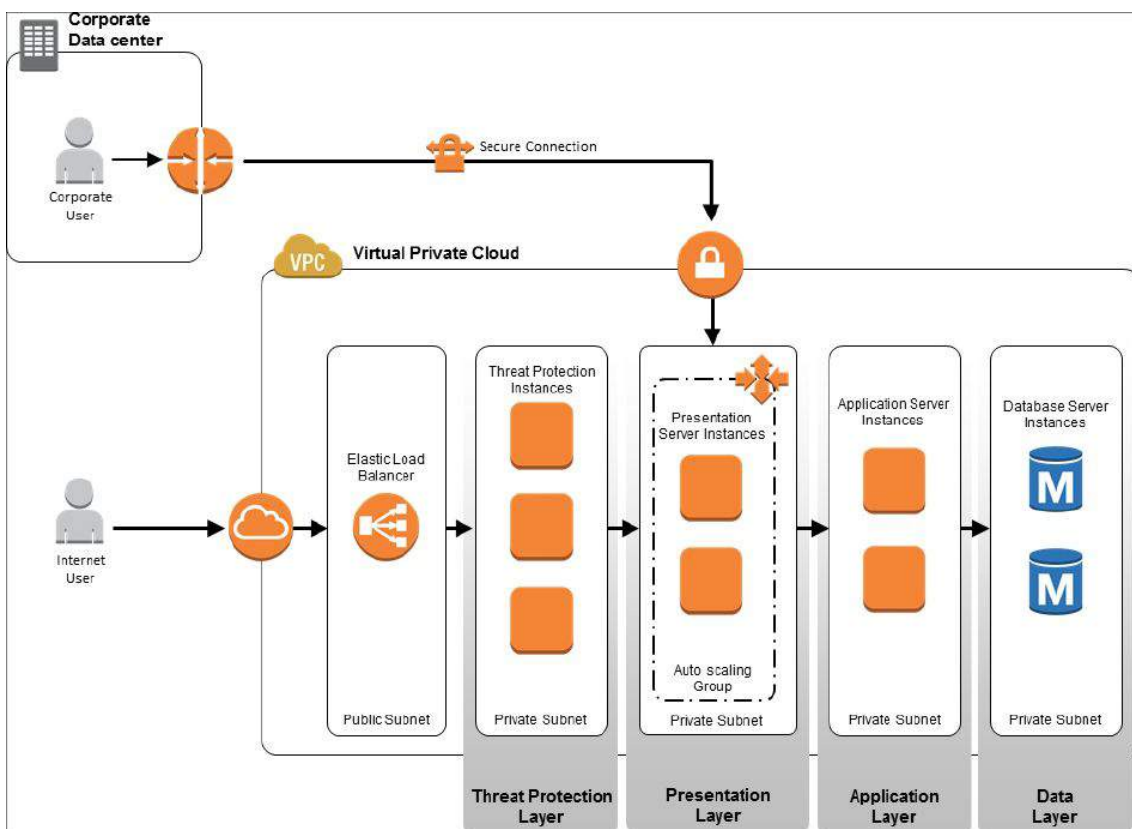 Corporate
Data center
Corporate
User
Secure Connection
VPC
Virtual Private Cloud
Internet
User
Elastic Load
Balancer
Public Subnet
Threat Protection
Instances
Private Subnet
Presentation
Server Instances
Auto scaling
Group
Private Subnet
Application Server
Instances
Private Subnet
Database Server
Instances
M
M
Private Subnet
Threat Protection
Layer
Presentation
Layer
Application
Layer
Data
Layer